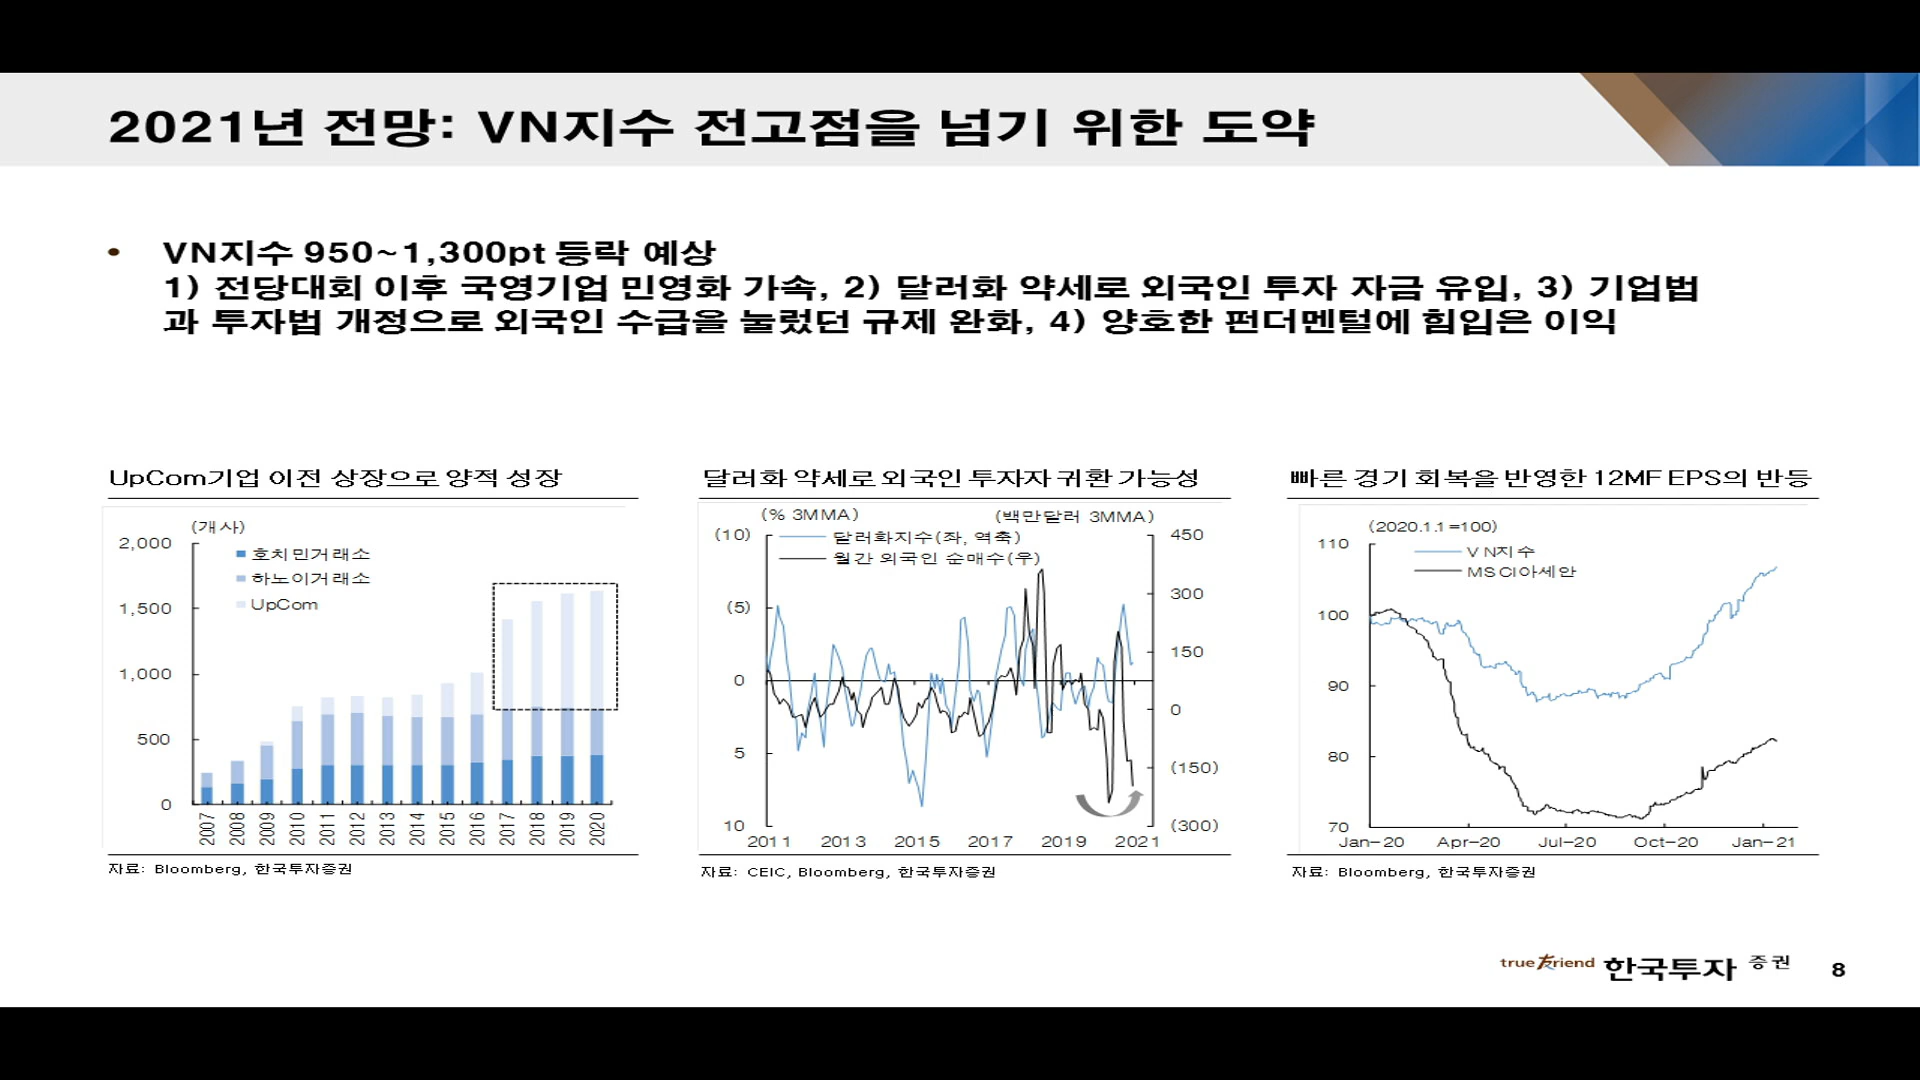 2021년 전망: VN지수 전고점을 넘기 위한 도약
• VN지수 950~1,300pt 등락 예상
1) 전당대회 이후 국영기업 민영화 가속, 2) 달러화 약세로 외국인 투자 자금 유입, 3) 기업법
과 투자법 개정으로 외국인 수급을 눌렀던 규제 완화, 4) 양호한 펀더멘털에 힘입은 이익
UpCom기업 이전 상장으로 양적 성장
(개사)
2,000
1,500
1,000
500
0
호치민거래소
하노이거래소
UpCom
2007 2008 2009 2010 2011 2012 2013 2014 2015 2016 2017 2018 2019 2020
자료: Bloomberg, 한국투자증권
달러화 약세로 외국인 투자자 귀환 가능성
(% 3MMA) (백만달러 3MMA)
달러화지수(좌, 역축)
월간 외국인 순매수(우)
(10)
(5)
0
5
10
450
300
150
0
(150)
(300)
2011 2013 2015 2017 2019 2021
자료: CEIC, Bloomberg, 한국투자증권
빠른 경기 회복을 반영한 12MF EPS의 반등
(2020.1.1=100)
VN지수
MSCI아세안
110
100
90
80
70
Jan-20 Apr-20 Jul-20 Oct-20 Jan-21
자료: Bloomberg, 한국투자증권
true Friend 한국투자 증권 8